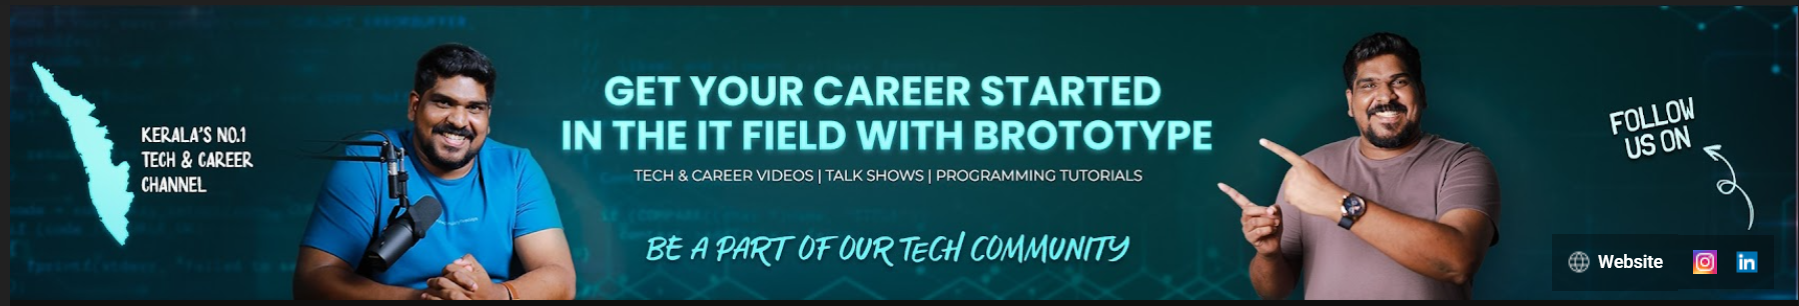 KERALA'S NO.1
TECH & CAREER
CHANNEL
GET YOUR CAREER STARTED
IN THE IT FIELD WITH BROTOTYPE
TECH & CAREER VIDEOS | TALK SHOWS | PROGRAMMING TUTORIALS
BE A PART OF OUR TECH COMMUNITY
FOLLOW
US ON
Website
in